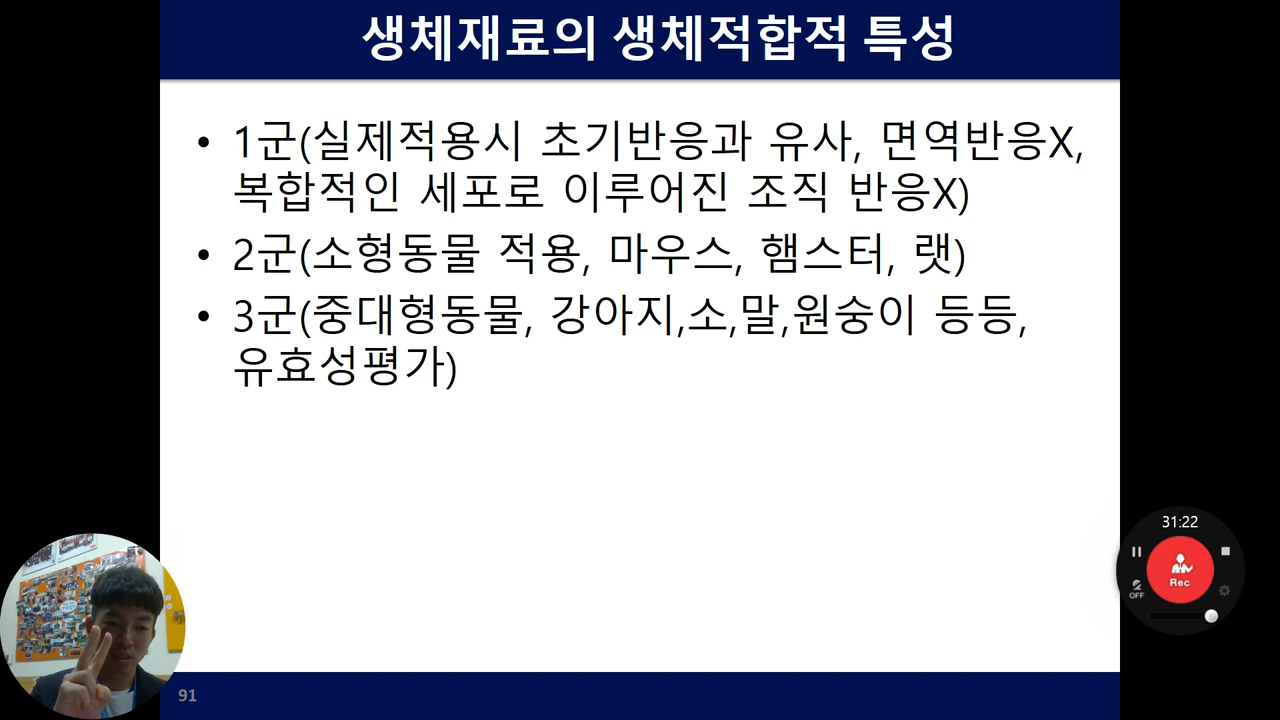 생체재료의 생체적합적 특성
• 1군(실제적용시 초기반응과 유사, 면역반응X,
복합적인 세포로 이루어진 조직 반응X)
• 2군(소형동물 적용, 마우스, 햄스터, 랫)
• 3군(중대형동물, 강아지,소,말,원숭이 등등,
유효성평가)
31:22
Rec
OFF
91